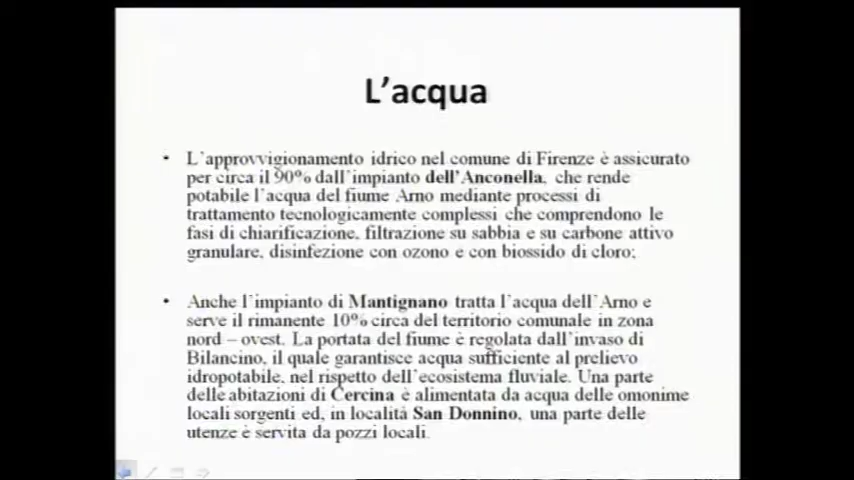 L'acqua
• L'approvvigionamento idrico nel comune di Firenze è assicurato
per circa il 90% dall'impianto dell'Anconella, che rende
potabile l'acqua del fiume Arno mediante processi di
trattamento tecnologicamente complessi che comprendono le
fasi di chiarificazione, filtrazione su sabbia e su carbone attivo
granulare, disinfezione con ozono e con biossido di cloro;
• Anche l'impianto di Mantignano tratta l'acqua dell'Arno e
serve il rimanente 10% circa del territorio comunale in zona
nord – ovest. La portata del fiume è regolata dall'invaso di
Bilancino, il quale garantisce acqua sufficiente al prelievo
idropotabile, nel rispetto dell'ecosistema fluviale. Una parte
delle abitazioni di Cercina è alimentata da acqua delle omonime
locali sorgenti ed, in località San Donnino, una parte delle
utenze è servita da pozzi locali.